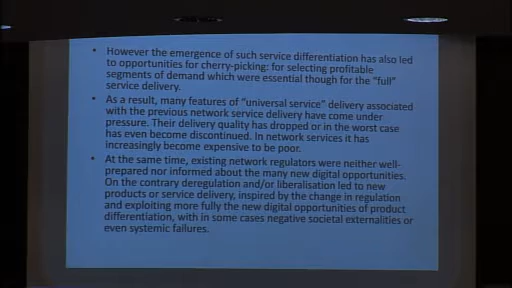 • However the emergence of such service differentiation has also led
to opportunities for cherry-picking: for selecting profitable
segments of demand which were essential though for the "full"
service delivery.
• As a result, many features of "universal service" delivery associated
with the previous network service delivery have come under
pressure. Their delivery quality has dropped or in the worst case
has even become discontinued. In network services it has
increasingly become expensive to be poor.
• At the same time, existing network regulators were neither well-
prepared nor informed about the many new digital opportunities.
On the contrary deregulation and/or liberalisation led to new
products or service delivery, inspired by the change in regulation
and exploiting more fully the new digital opportunities of product
differentiation, with in some cases negative societal externalities or
even systemic failures.